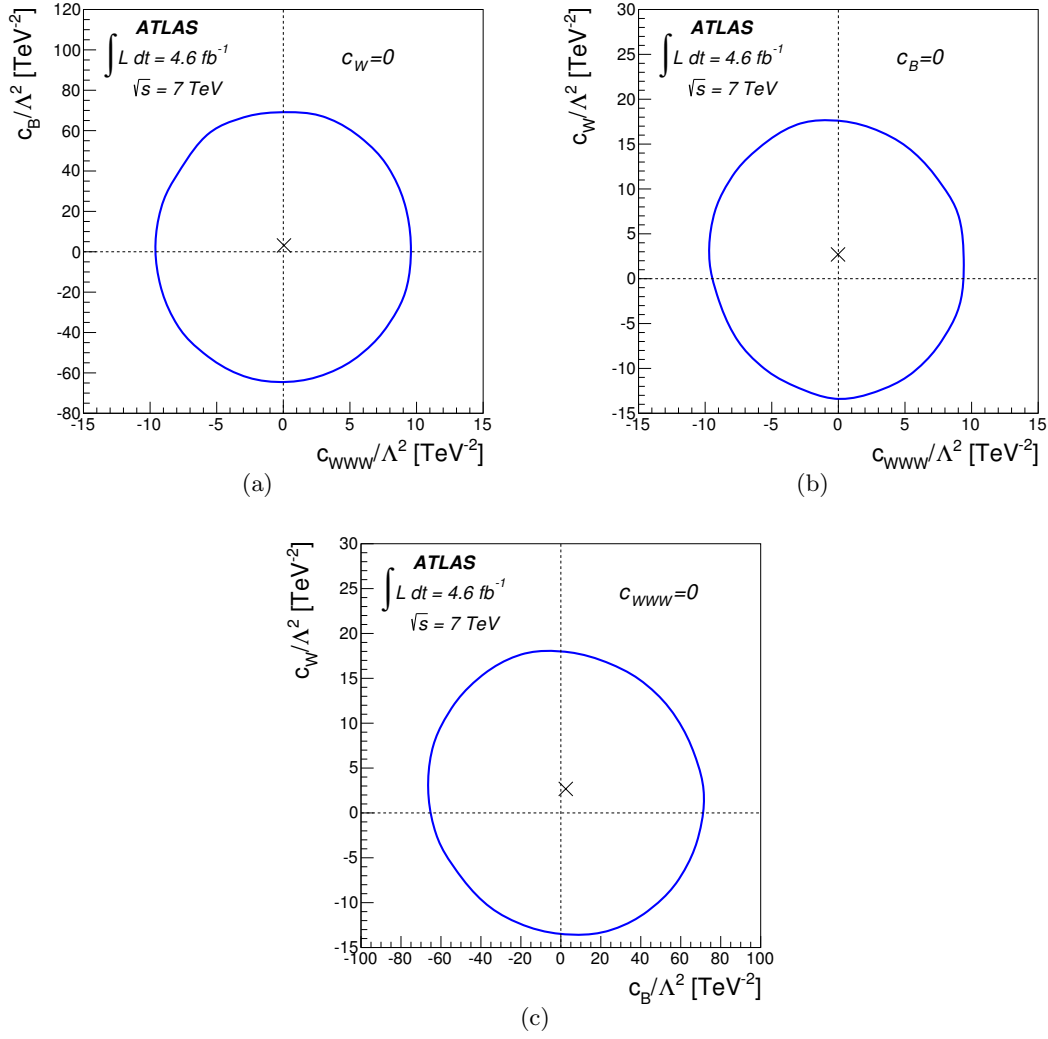 c_B/Λ² [TeV⁻²]
120
100
80
60
40
20
0
-20
-40
-60
-80
ATLAS
∫ L dt = 4.6 fb⁻¹
√s = 7 TeV
c_W=0
-15 -10 -5 0 5 10 15
c_WWW/Λ² [TeV⁻²]
(a)
c_W/Λ² [TeV⁻²]
30
25
20
15
10
5
0
-5
-10
-15
ATLAS
∫ L dt = 4.6 fb⁻¹
√s = 7 TeV
c_B=0
-15 -10 -5 0 5 10 15
c_WWW/Λ² [TeV⁻²]
(b)
c_W/Λ² [TeV⁻²]
30
25
20
15
10
5
0
-5
-10
-15
ATLAS
∫ L dt = 4.6 fb⁻¹
√s = 7 TeV
c_WWW=0
-100 -80 -60 -40 -20 0 20 40 60 80 100
c_B/Λ² [TeV⁻²]
(c)